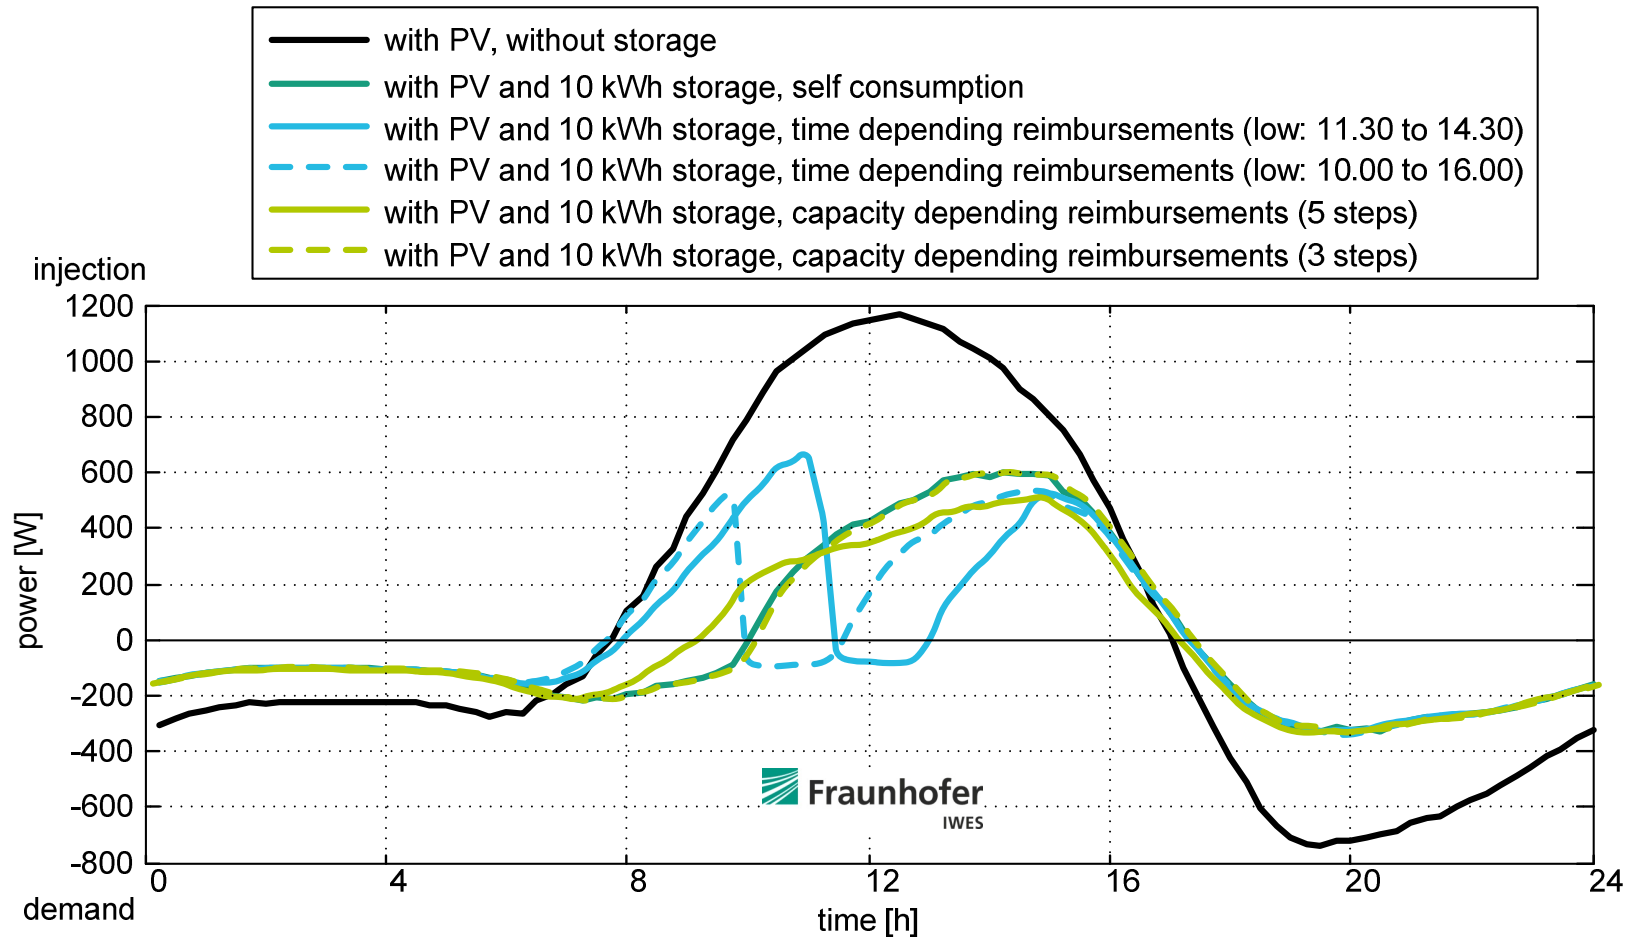 with PV, without storage
with PV and 10 kWh storage, self consumption
with PV and 10 kWh storage, time depending reimbursements (low: 11.30 to 14.30)
with PV and 10 kWh storage, time depending reimbursements (low: 10.00 to 16.00)
with PV and 10 kWh storage, capacity depending reimbursements (5 steps)
with PV and 10 kWh storage, capacity depending reimbursements (3 steps)
injection
1200
1000
800
600
400
200
0
-200
-400
-600
-800
power [W]
Fraunhofer
IWES
0 4 8 12 16 20 24
demand
time [h]